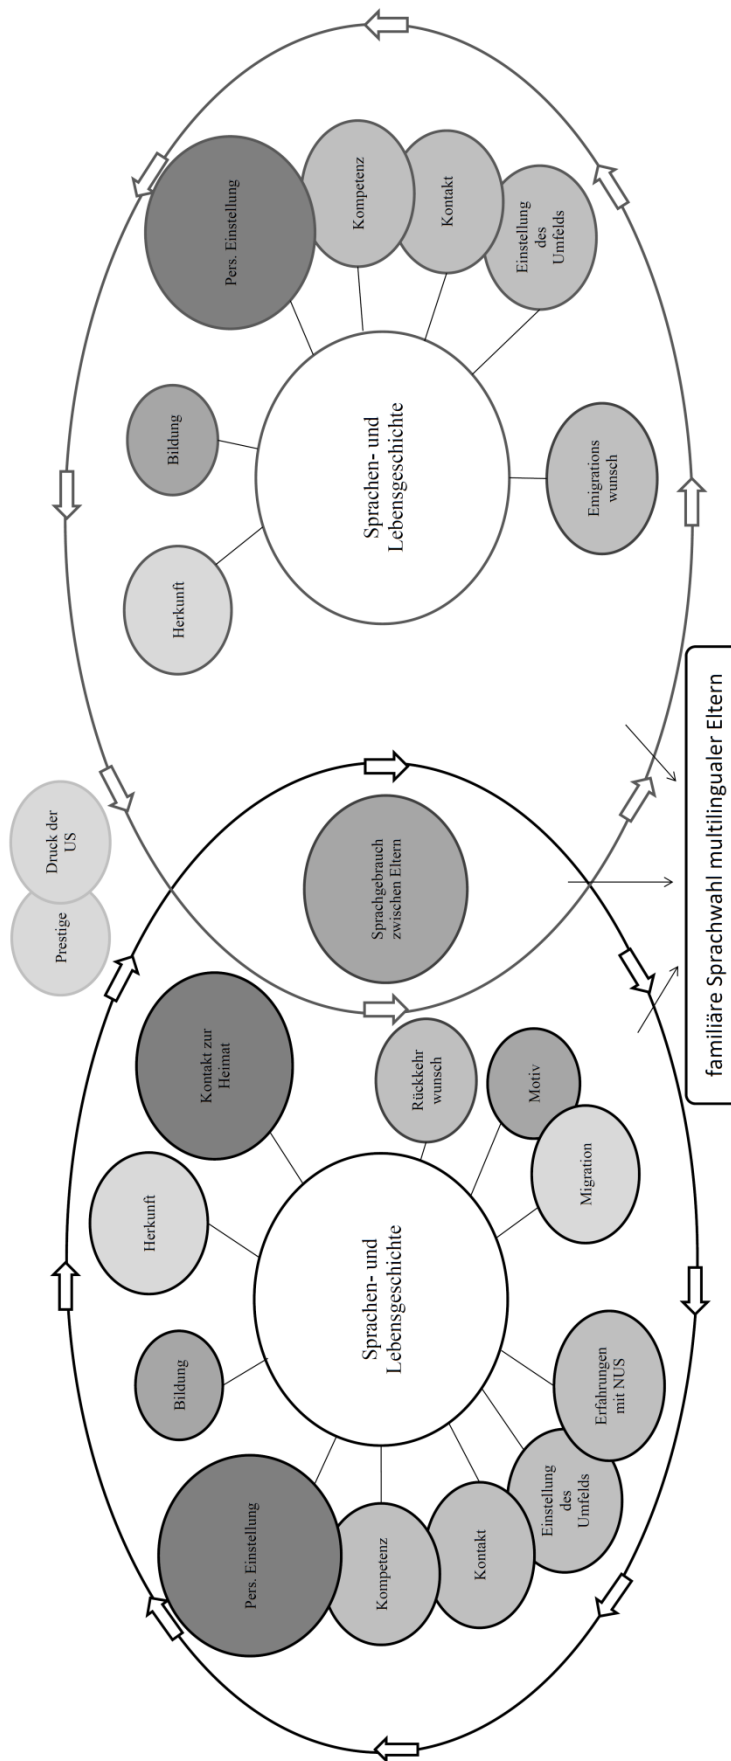 Prestige
Druck der
US
Pers. Einstellung
Bildung
Herkunft
Kontakt zur
Heimat
Kompetenz
Kontakt
Einstellung
des
Umfelds
Erfahrungen
mit NUS
Migration
Motiv
Rückkehr
wunsch
Sprachen- und
Lebensgeschichte
Sprachgebrauch
zwischen Eltern
Herkunft
Bildung
Pers. Einstellung
Kompetenz
Kontakt
Einstellung
des
Umfelds
Emigrations
wunsch
Sprachen- und
Lebensgeschichte
familiäre Sprachwahl multilingualer Eltern